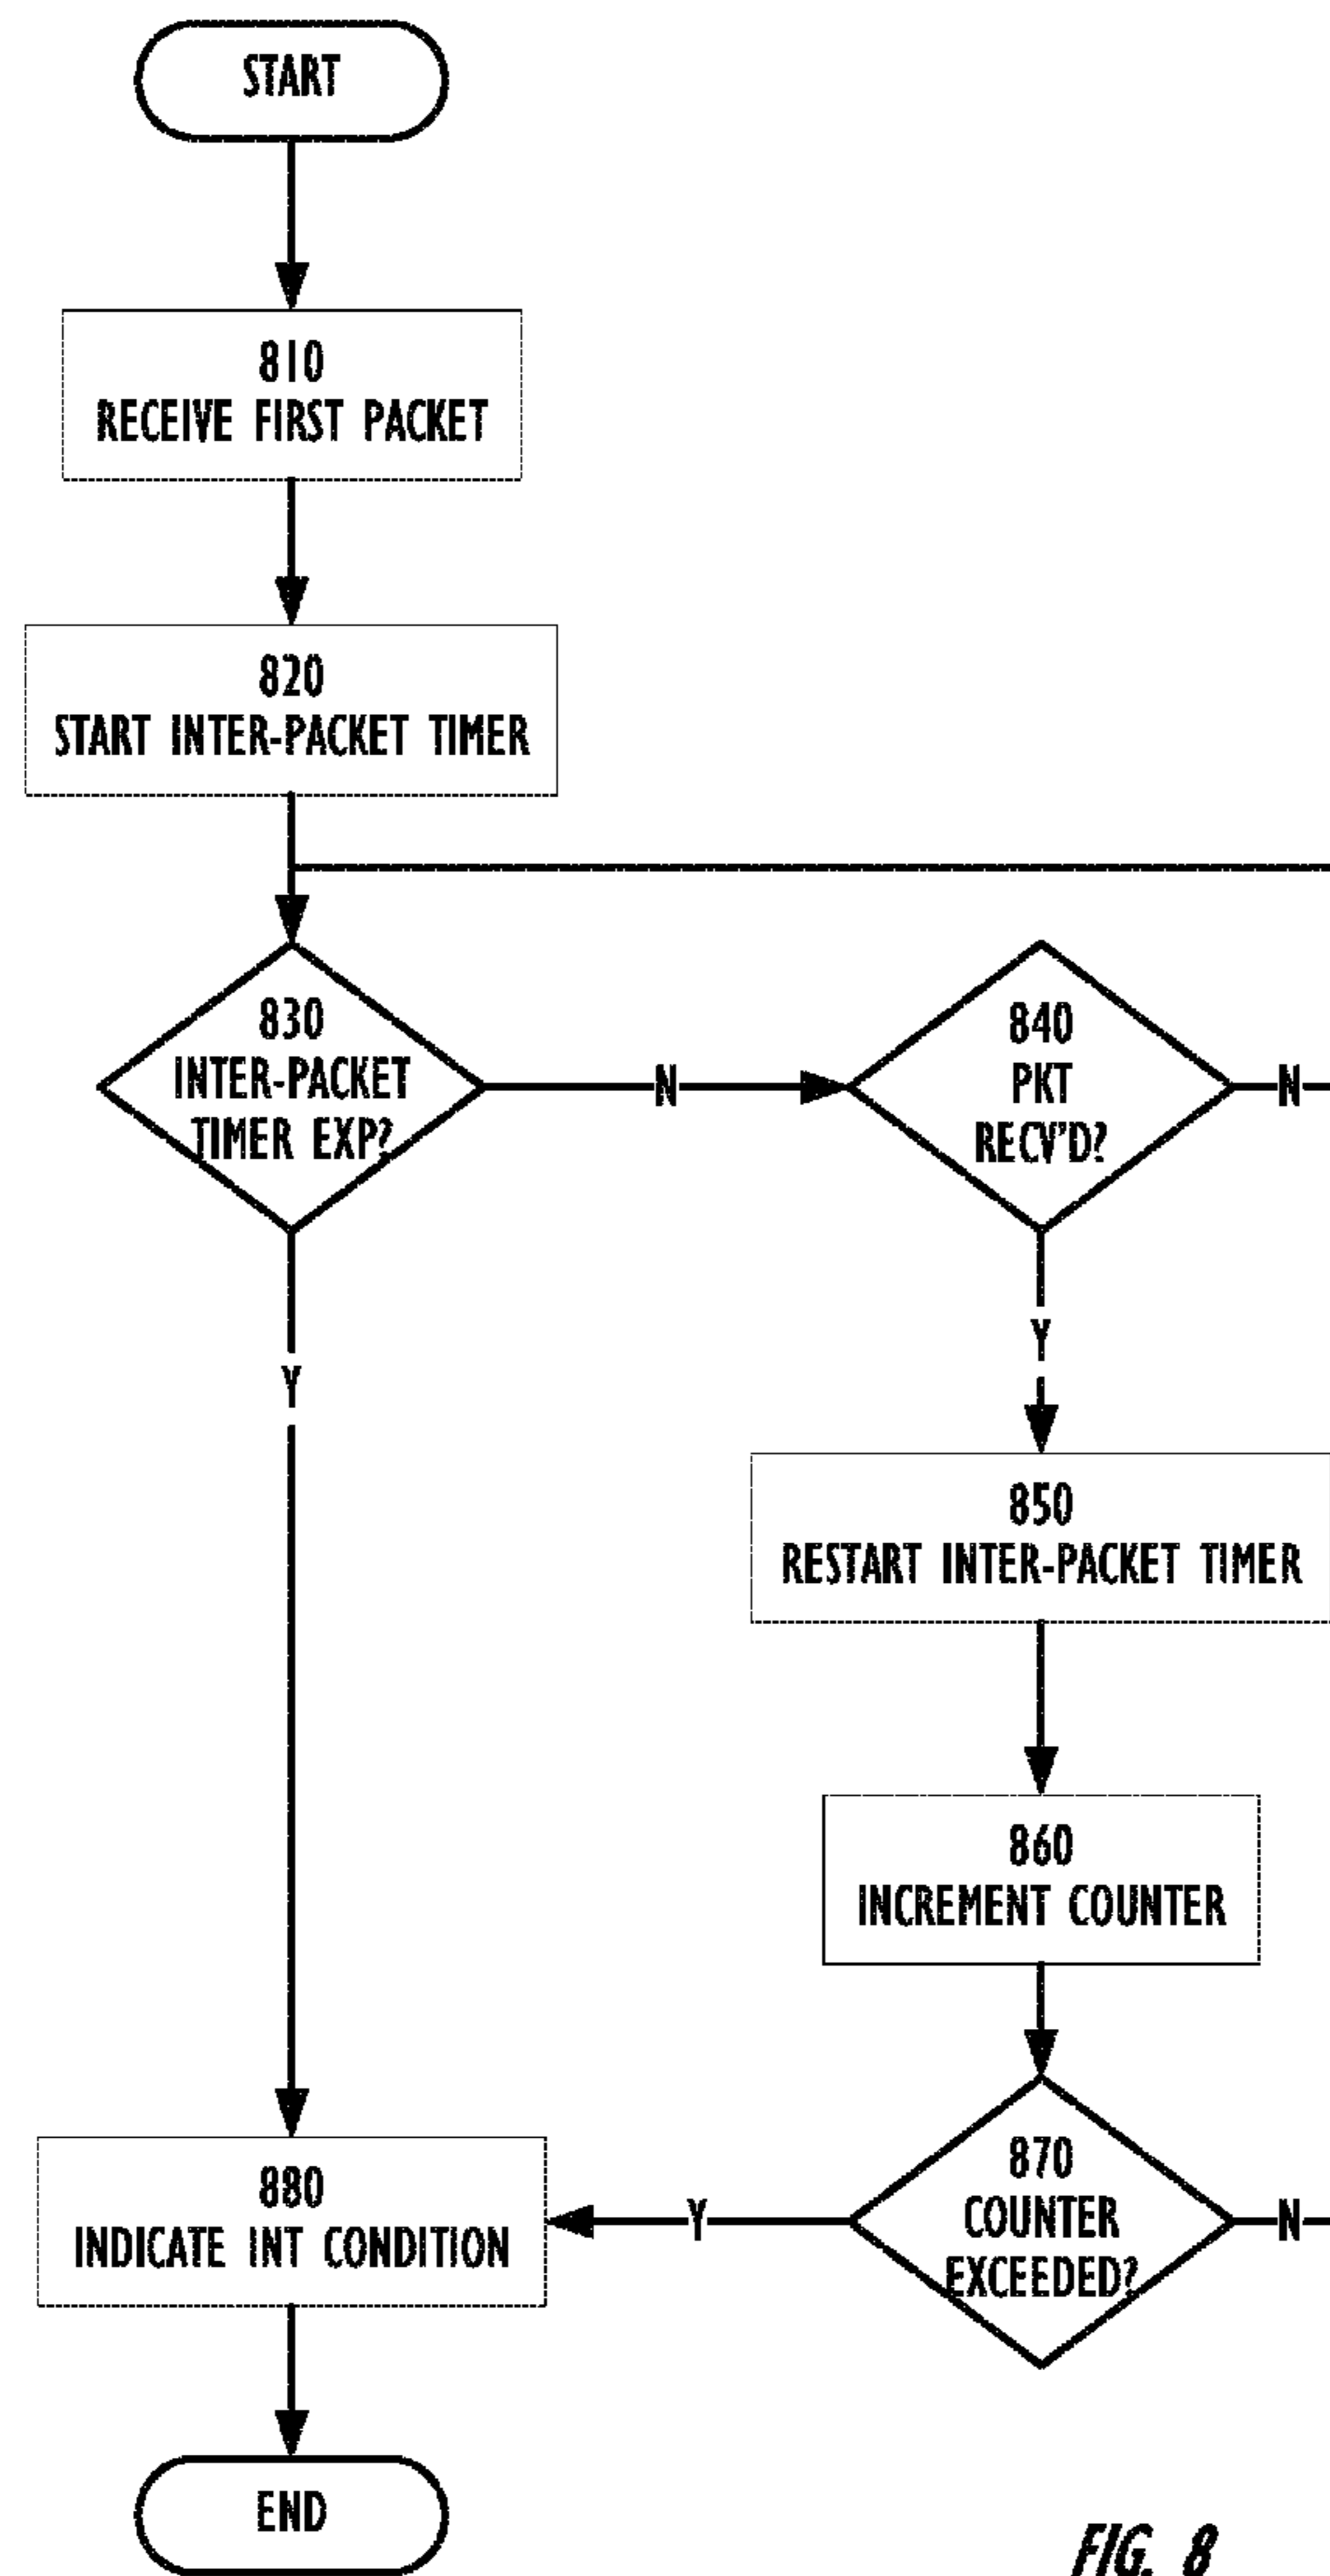 START
810
RECEIVE FIRST PACKET
820
START INTER-PACKET TIMER
830
INTER-PACKET
TIMER EXP?
N
840
PKT
RECV'D?
N
Y
Y
850
RESTART INTER-PACKET TIMER
860
INCREMENT COUNTER
870
COUNTER
EXCEEDED?
N
Y
880
INDICATE INT CONDITION
END
FIG. 8